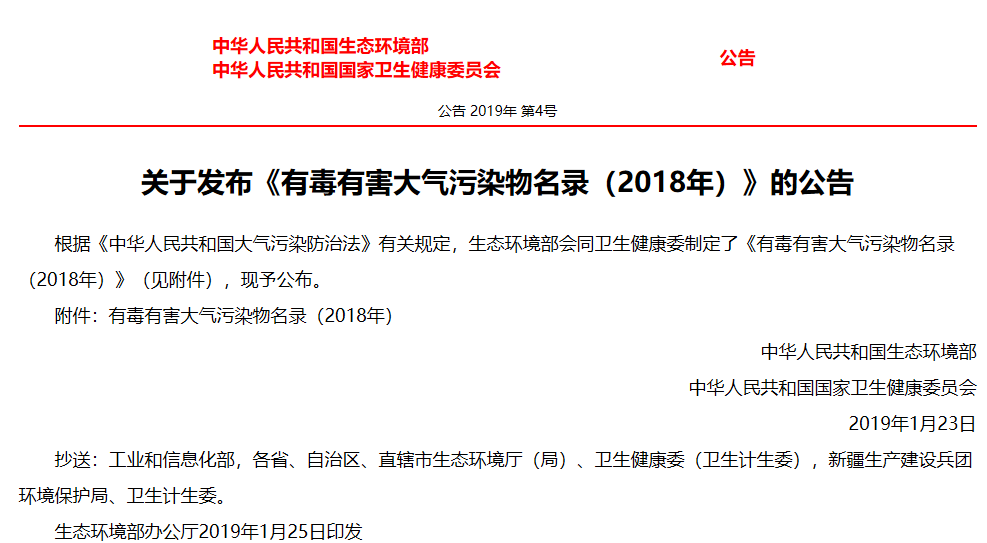 中华人民共和国生态环境部
中华人民共和国国家卫生健康委员会
公告
公告 2019年 第4号
关于发布《有毒有害大气污染物名录（2018年）》的公告
根据《中华人民共和国大气污染防治法》有关规定，生态环境部会同卫生健康委制定了《有毒有害大气污染物名录
（2018年）》（见附件），现予公布。
附件：有毒有害大气污染物名录（2018年）
中华人民共和国生态环境部
中华人民共和国国家卫生健康委员会
2019年1月23日
抄送：工业和信息化部，各省、自治区、直辖市生态环境厅（局）、卫生健康委（卫生计生委），新疆生产建设兵团
环境保护局、卫生计生委。
生态环境部办公厅2019年1月25日印发